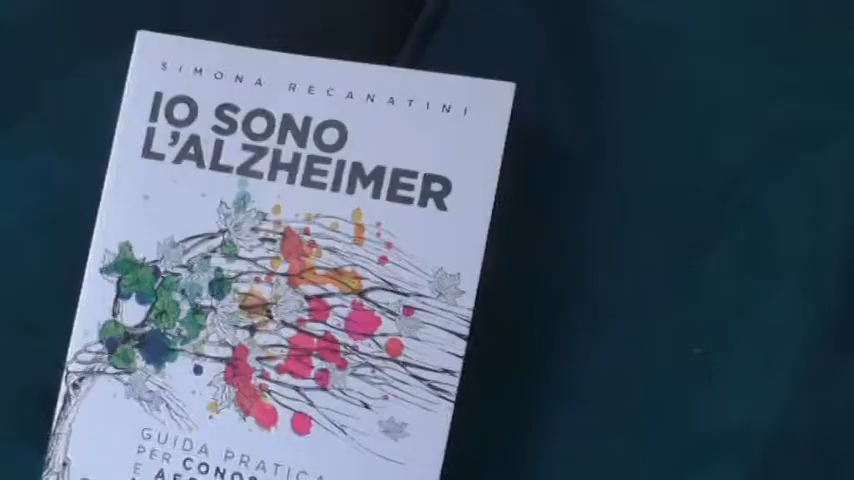 SIMONA RECANATINI
IO SONO
L'ALZHEIMER
GUIDA PRATICA
PER
E